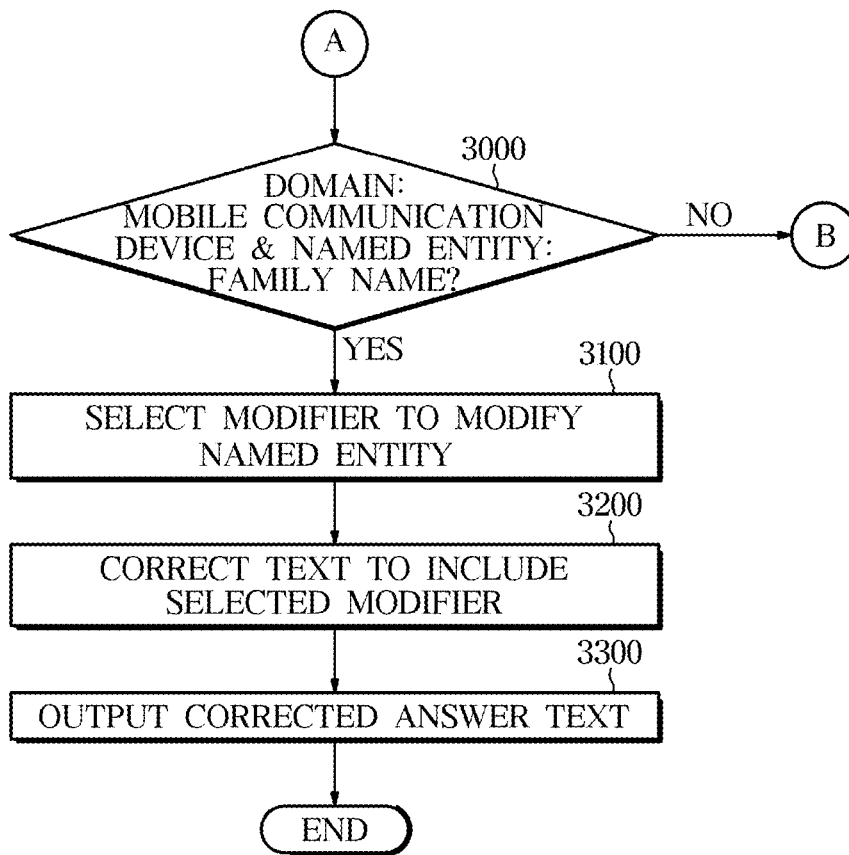 A
3000
DOMAIN:
MOBILE COMMUNICATION
DEVICE & NAMED ENTITY:
FAMILY NAME?
NO
B
YES
3100
SELECT MODIFIER TO MODIFY
NAMED ENTITY
3200
CORRECT TEXT TO INCLUDE
SELECTED MODIFIER
3300
OUTPUT CORRECTED ANSWER TEXT
END